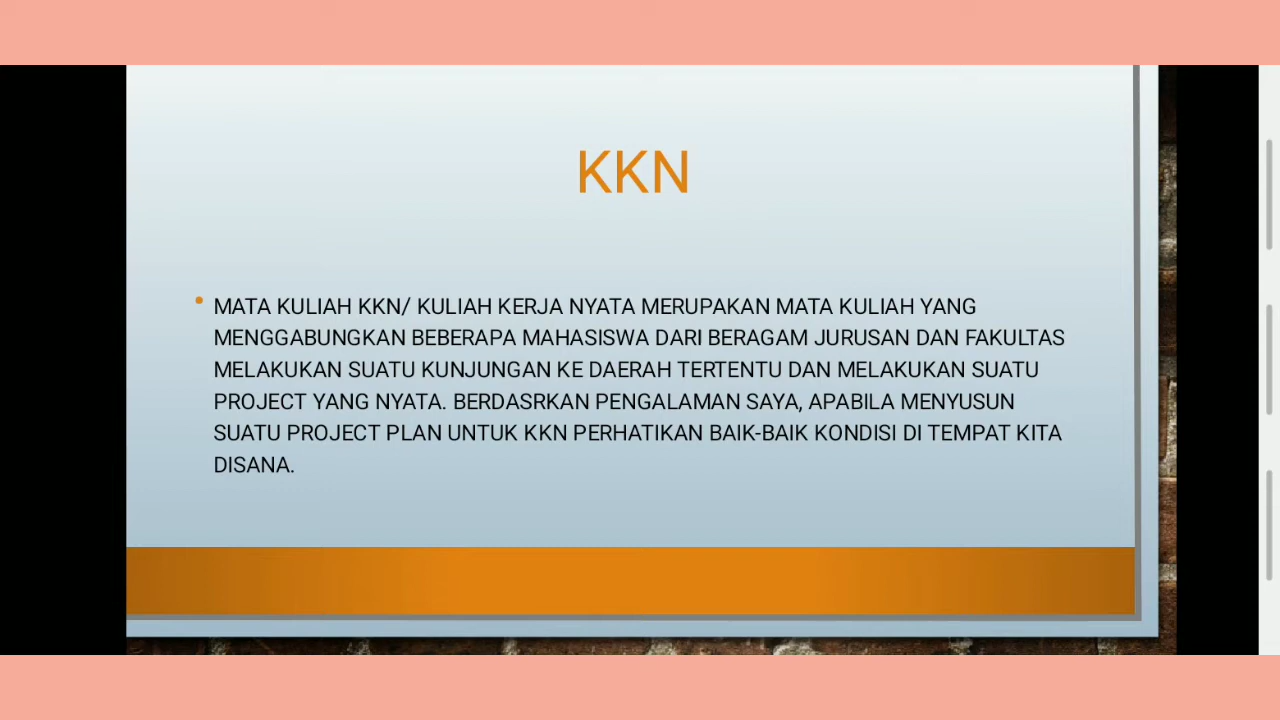 KKN
• MATA KULIAH KKN/ KULIAH KERJA NYATA MERUPAKAN MATA KULIAH YANG
MENGGABUNGKAN BEBERAPA MAHASISWA DARI BERAGAM JURUSAN DAN FAKULTAS
MELAKUKAN SUATU KUNJUNGAN KE DAERAH TERTENTU DAN MELAKUKAN SUATU
PROJECT YANG NYATA. BERDASRKAN PENGALAMAN SAYA, APABILA MENYUSUN
SUATU PROJECT PLAN UNTUK KKN PERHATIKAN BAIK-BAIK KONDISI DI TEMPAT KITA
DISANA.